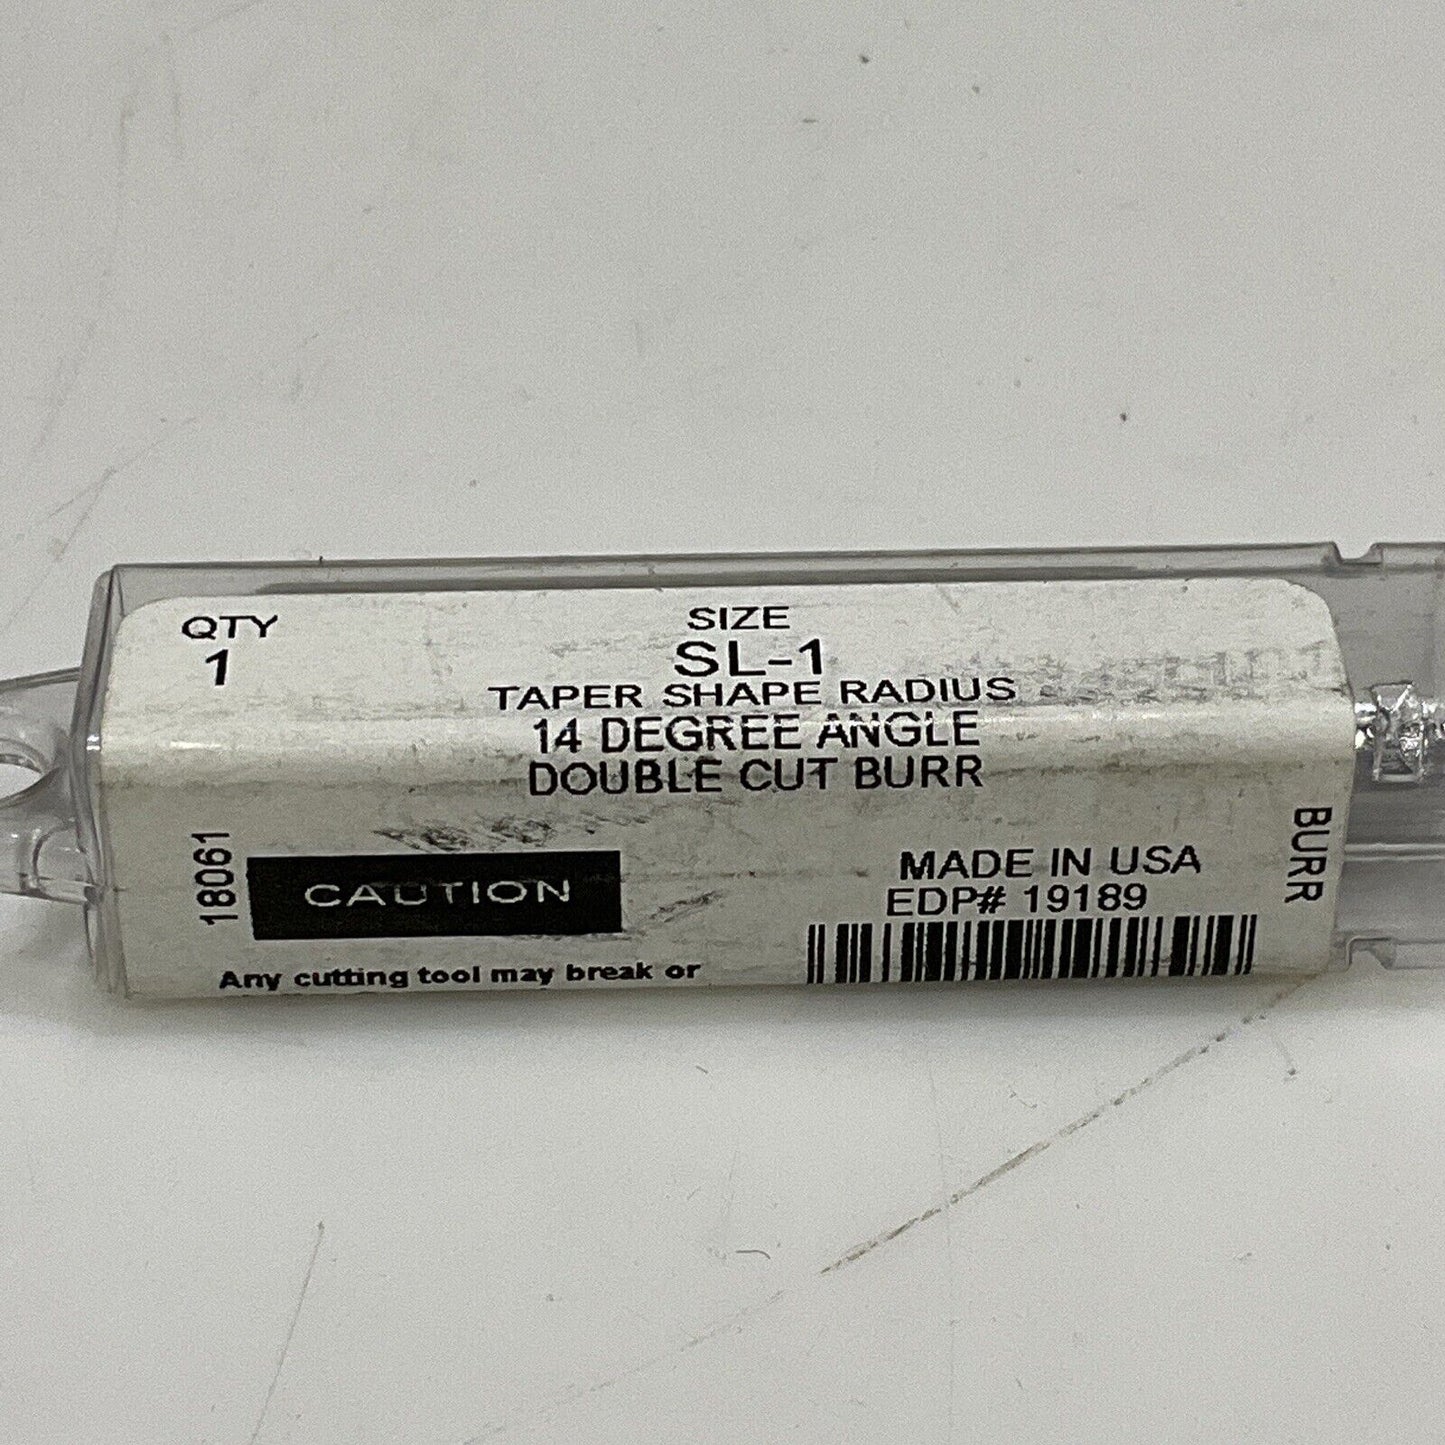 QTY
1
SIZE
SL-1
TAPER SHAPE RADIUS
14 DEGREE ANGLE
DOUBLE CUT BURR
18061
CAUTION
Any cutting tool may break or
MADE IN USA
EDP# 19189
BURR